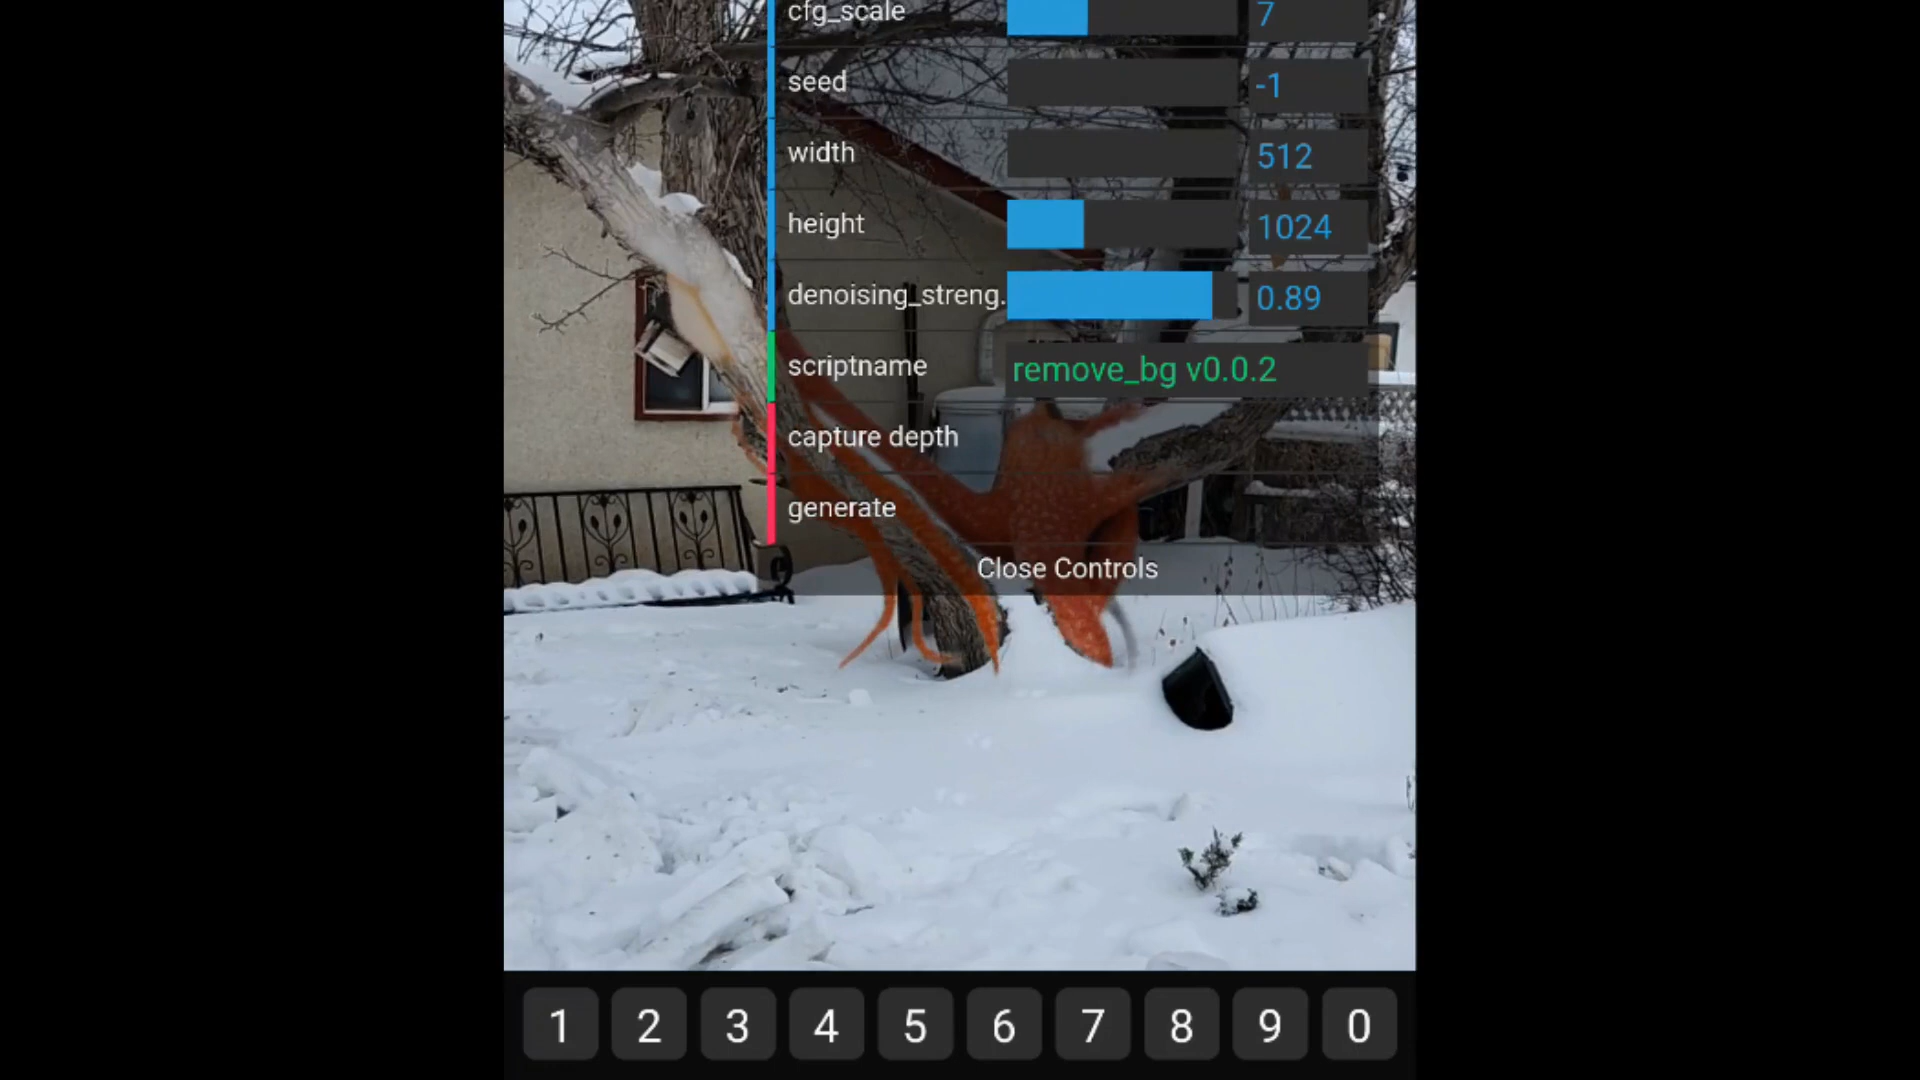 cfg_scale 7
seed -1
width 512
height 1024
denoising_streng. 0.89
scriptname remove_bg v0.0.2
capture depth
generate
Close Controls
1 2 3 4 5 6 7 8 9 0